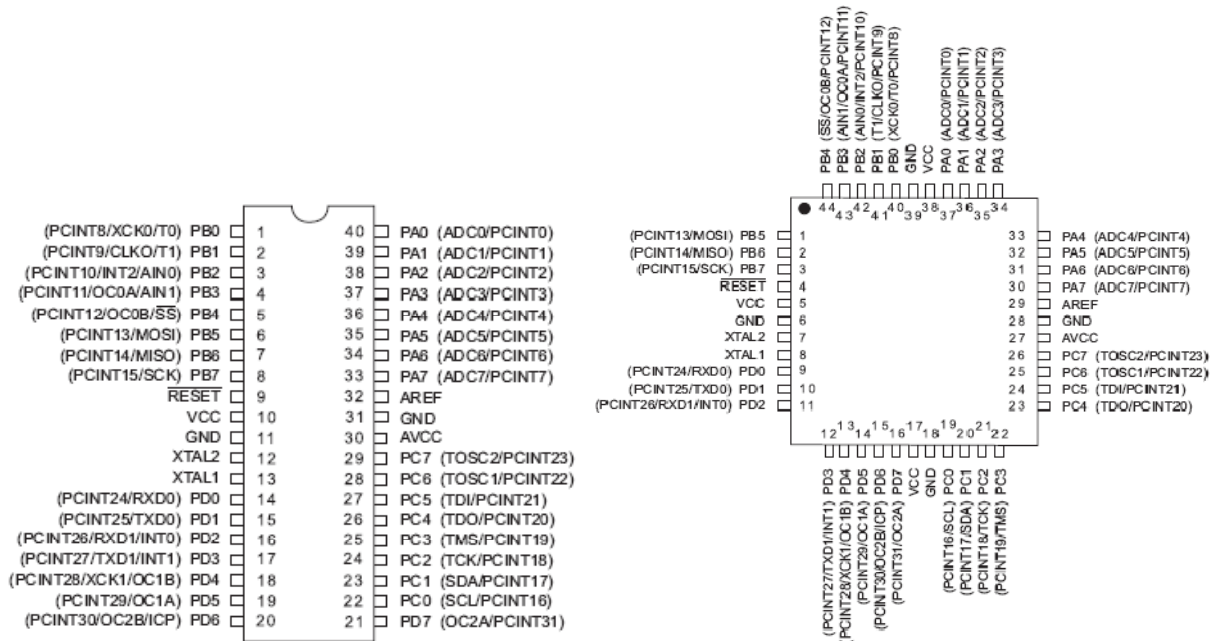 (PCINT8/XCK0/T0) PB0 1
(PCINT9/CLKO/T1) PB1 2
(PCINT10/INT2/AIN0) PB2 3
(PCINT11/OC0A/AIN1) PB3 4
(PCINT12/OC0B/SS) PB4 5
(PCINT13/MOSI) PB5 6
(PCINT14/MISO) PB6 7
(PCINT15/SCK) PB7 8
RESET 9
VCC 10
GND 11
XTAL2 12
XTAL1 13
(PCINT24/RXD0) PD0 14
(PCINT25/TXD0) PD1 15
(PCINT26/RXD1/INT0) PD2 16
(PCINT27/TXD1/INT1) PD3 17
(PCINT28/XCK1/OC1B) PD4 18
(PCINT29/OC1A) PD5 19
(PCINT30/OC2B/ICP) PD6 20
40 PA0 (ADC0/PCINT0)
39 PA1 (ADC1/PCINT1)
38 PA2 (ADC2/PCINT2)
37 PA3 (ADC3/PCINT3)
36 PA4 (ADC4/PCINT4)
35 PA5 (ADC5/PCINT5)
34 PA6 (ADC6/PCINT6)
33 PA7 (ADC7/PCINT7)
32 AREF
31 GND
30 AVCC
29 PC7 (TOSC2/PCINT23)
28 PC6 (TOSC1/PCINT22)
27 PC5 (TDI/PCINT21)
26 PC4 (TDO/PCINT20)
25 PC3 (TMS/PCINT19)
24 PC2 (TCK/PCINT18)
23 PC1 (SDA/PCINT17)
22 PC0 (SCL/PCINT16)
21 PD7 (OC2A/PCINT31)
PB4 (SS/OC0B/PCINT12) 44
PB3 (AIN1/OC0A/PCINT11) 43
PB2 (AIN0/INT2/PCINT10) 42
PB1 (T1/CLKO/PCINT9) 41
PB0 (XCK0/T0/PCINT8) 40
GND 39
VCC 38
PA0 (ADC0/PCINT0) 37
PA1 (ADC1/PCINT1) 36
PA2 (ADC2/PCINT2) 35
PA3 (ADC3/PCINT3) 34
(PCINT13/MOSI) PB5 1
(PCINT14/MISO) PB6 2
(PCINT15/SCK) PB7 3
RESET 4
VCC 5
GND 6
XTAL2 7
XTAL1 8
(PCINT24/RXD0) PD0 9
(PCINT25/TXD0) PD1 10
(PCINT26/RXD1/INT0) PD2 11
33 PA4 (ADC4/PCINT4)
32 PA5 (ADC5/PCINT5)
31 PA6 (ADC6/PCINT6)
30 PA7 (ADC7/PCINT7)
29 AREF
28 GND
27 AVCC
26 PC7 (TOSC2/PCINT23)
25 PC6 (TOSC1/PCINT22)
24 PC5 (TDI/PCINT21)
23 PC4 (TDO/PCINT20)
12 (PCINT27/TXD1/INT1) PD3
13 (PCINT28/XCK1/OC1B) PD4
14 (PCINT29/OC1A) PD5
15 (PCINT30/OC2B/ICP) PD6
16 (PCINT31/OC2A) PD7
17 VCC
18 GND
19 (PCINT16/SCL) PC0
20 (PCINT17/SDA) PC1
21 (PCINT18/TCK) PC2
22 (PCINT19/TMS) PC3